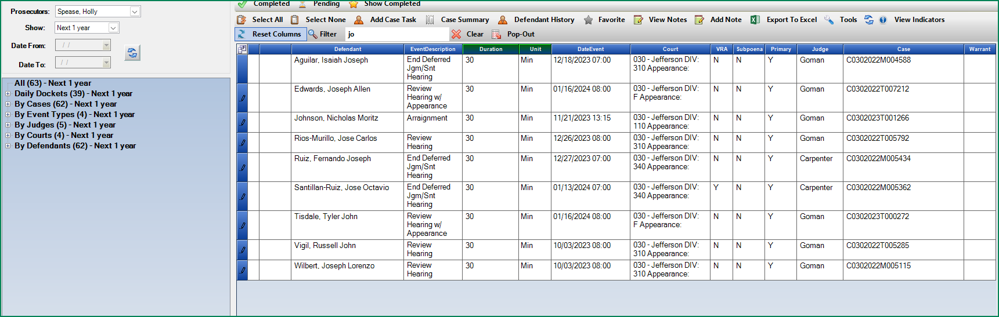 Completed Pending Show Completed
Prosecutors: Spease, Holly
Select All Select None Add Case Task Case Summary Defendant History Favorite View Notes Add Note Export To Excel Tools View Indicators
Show: Next 1 year
Reset Columns Filter jo Clear Pop-Out
Date From: / /
Date To: / /
All (63) - Next 1 year
Daily Dockets (39) - Next 1 year
By Cases (62) - Next 1 year
By Event Types (4) - Next 1 year
By Judges (5) - Next 1 year
By Courts (4) - Next 1 year
By Defendants (62) - Next 1 year
Defendant EventDescription Duration Unit DateEvent Court VRA Subpoena Primary Judge Case Warrant
Aguilar, Isaiah Joseph End Deferred 30 Min 12/18/2023 07:00 030 - Jefferson DIV: N N Y Goman C0302022M004588
Jgm/Snt 310 Appearance:
Hearing
Edwards, Joseph Allen Review 30 Min 01/16/2024 08:00 030 - Jefferson DIV: N N Y Goman C0302022T007212
Hearing w/ F Appearance:
Appearance
Johnson, Nicholas Moritz Arraignment 30 Min 11/21/2023 13:15 030 - Jefferson DIV: N N Y Goman C0302023T001266
110 Appearance:
Rios-Murillo, Jose Carlos Review 30 Min 12/26/2023 08:00 030 - Jefferson DIV: N N Y Goman C0302022T005792
Hearing 310 Appearance:
Ruiz, Fernando Joseph End Deferred 30 Min 12/27/2023 07:00 030 - Jefferson DIV: N N Y Carpenter C0302022M005434
Jgm/Snt 340 Appearance:
Hearing
Santillan-Ruiz, Jose Octavio End Deferred 30 Min 01/13/2024 07:00 030 - Jefferson DIV: Y N Y Carpenter C0302022M005362
Jgm/Snt 340 Appearance:
Hearing
Tisdale, Tyler John Review 30 Min 01/16/2024 08:00 030 - Jefferson DIV: N N Y Goman C0302023T000272
Hearing w/ F Appearance:
Appearance
Vigil, Russell John Review 30 Min 10/03/2023 08:00 030 - Jefferson DIV: N N Y Goman C0302022T005285
Hearing 310 Appearance:
Wilbert, Joseph Lorenzo Review 30 Min 10/03/2023 08:00 030 - Jefferson DIV: N N Y Goman C0302022M005115
Hearing 310 Appearance: